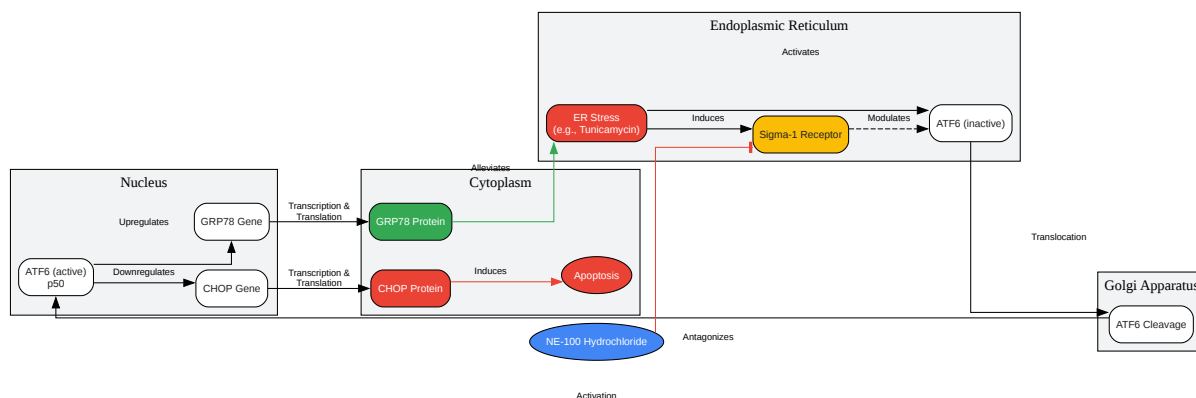 Endoplasmic Reticulum
Activates
ER Stress
(e.g., Tunicamycin)
Induces
Sigma-1 Receptor
Modulates
ATF6 (inactive)
Nucleus
Upregulates
GRP78 Gene
ATF6 (active)
p50
Downregulates
CHOP Gene
Transcription &
Translation
Transcription &
Translation
Alleviates
Cytoplasm
GRP78 Protein
CHOP Protein
Induces
Apoptosis
Translocation
Golgi Apparatus
ATF6 Cleavage
NE-100 Hydrochloride
Antagonizes
Activation